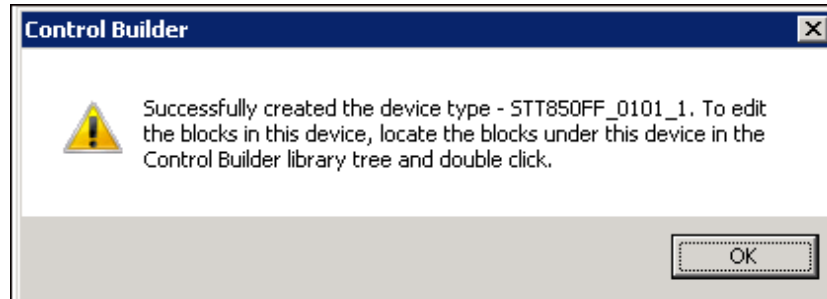 Control Builder
Successfully created the device type - STT850FF_0101_1. To edit
the blocks in this device, locate the blocks under this device in the
Control Builder library tree and double click.
OK